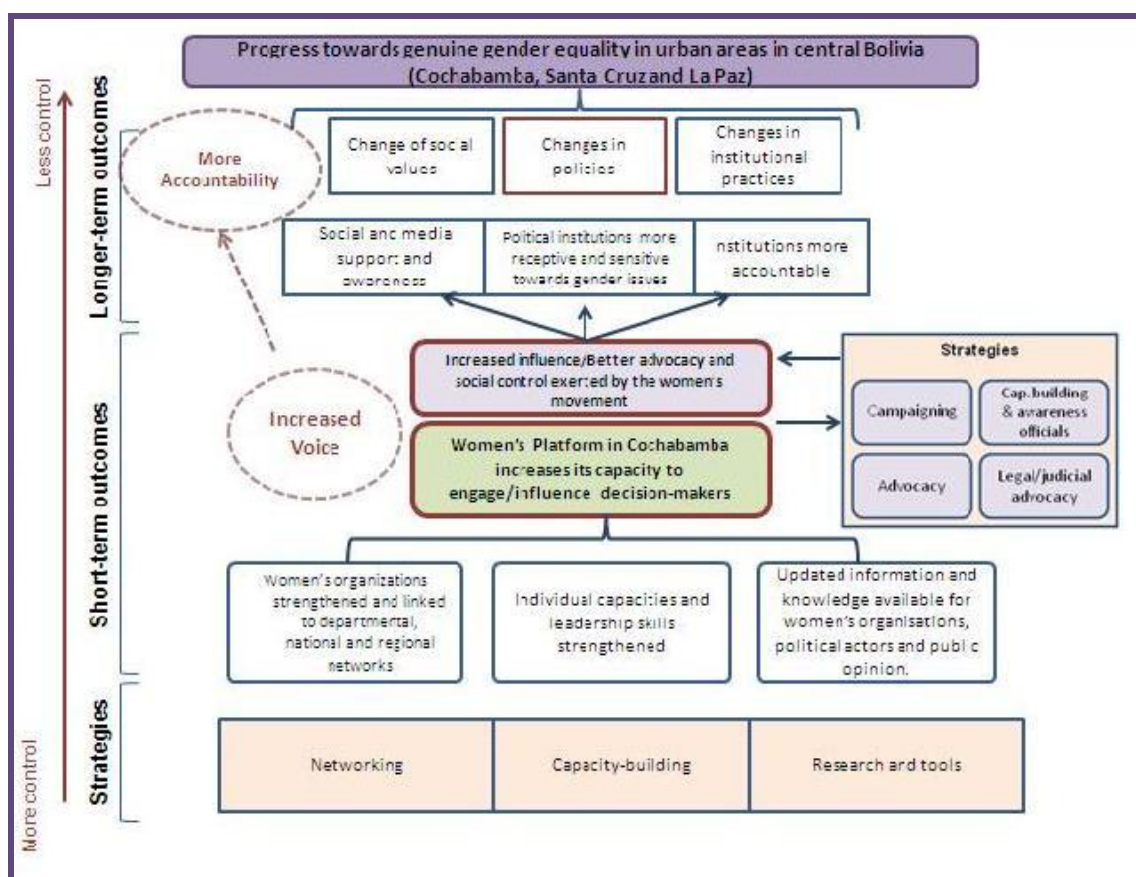 Progress towards genuine gender equality in urban areas in central Bolivia
(Cochabamba, Santa Cruz and La Paz)
Less control
Longer-term outcomes
More
Accountability
Change of social
values
Changes in
policies
Changes in
institutional
practices
Social and media
support and
awareness
Political institutions more
receptive and sensitive
towards gender issues
nstitutions more
accountable
Short-term outcomes
Increased
Voice
Increased influence/Better advocacy and
social control exerted by the women's
movement
Women's Platform in Cochabamba
increases its capacity to
engage/influence decision-makers
Strategies
Campaigning
Cap.building
& awareness
officials
Advocacy
Legal/judicial
advocacy
Women's organizations
strengthened and linked
to departmental,
national and regional
networks
Individual capacities and
leadership skills
strengthened
Updated information and
knowledge available for
women's organisations,
political actors and public
opinion.
More control
Strategies
Networking
Capacity-building
Research and tools